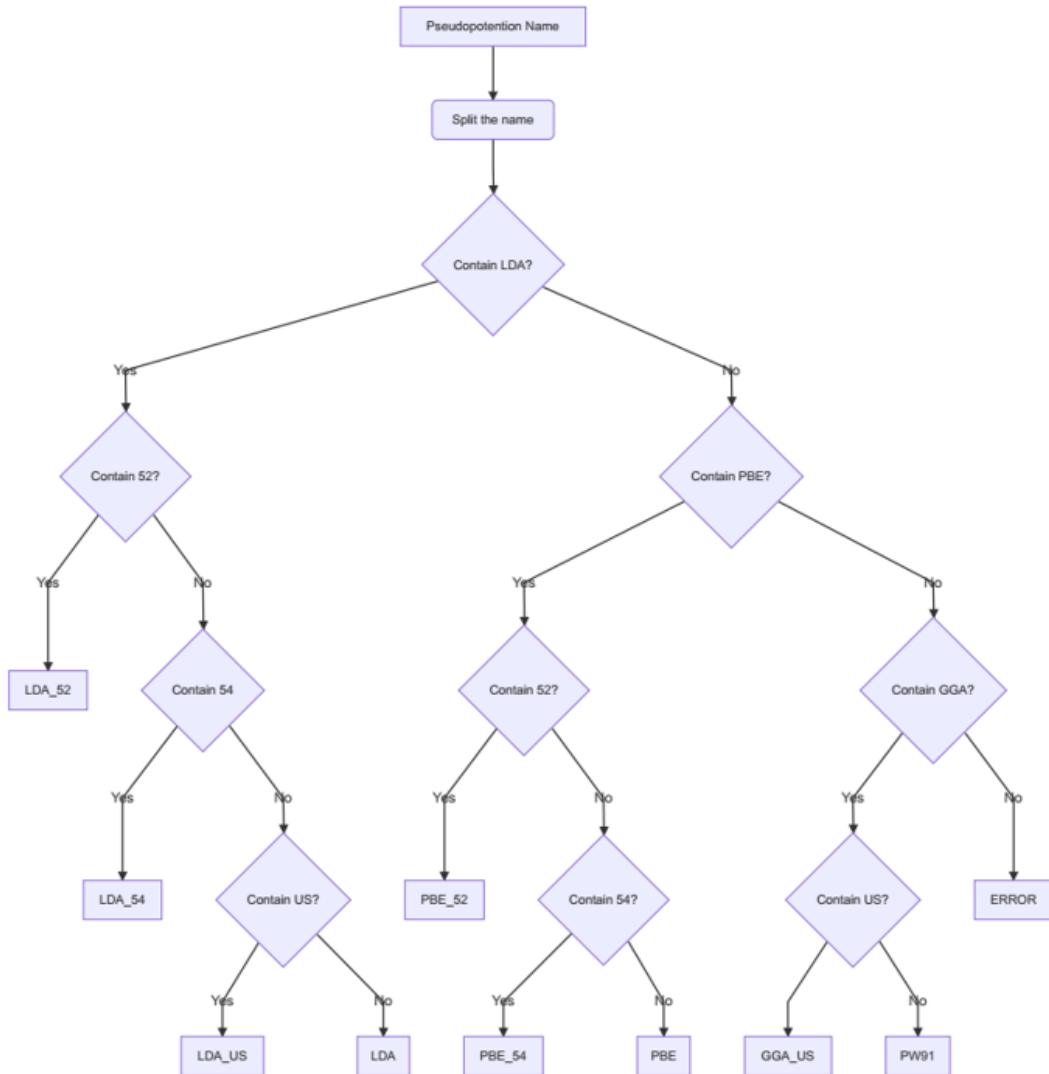 Pseudopotention Name
Split the name
Contain LDA?
Yes
No
Contain 52?
Contain PBE?
Yes
No
Yes
No
LDA_52
Contain 54
Contain 52?
Contain GGA?
Yes
No
Yes
No
Yes
No
LDA_54
Contain US?
PBE_52
Contain 54?
Contain US?
ERROR
Yes
No
Yes
No
No
LDA_US
LDA
PBE_54
PBE
GGA_US
PW91